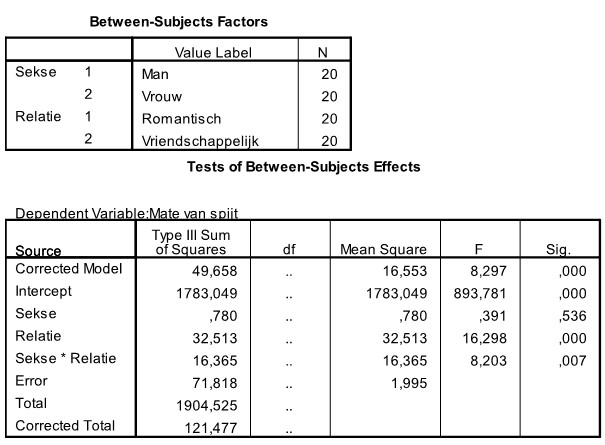 Between-Subjects Factors
Value Label N
Sekse 1 Man 20
2 Vrouw 20
Relatie 1 Romantisch 20
2 Vriendschappelijk 20
Tests of Between-Subjects Effects
Dependent Variable:Mate van spijt
Source Type III Sum of Squares df Mean Square F Sig.
Corrected Model 49,658 .. 16,553 8,297 ,000
Intercept 1783,049 .. 1783,049 893,781 ,000
Sekse ,780 .. ,780 ,391 ,536
Relatie 32,513 .. 32,513 16,298 ,000
Sekse * Relatie 16,365 .. 16,365 8,203 ,007
Error 71,818 .. 1,995
Total 1904,525 ..
Corrected Total 121,477 ..